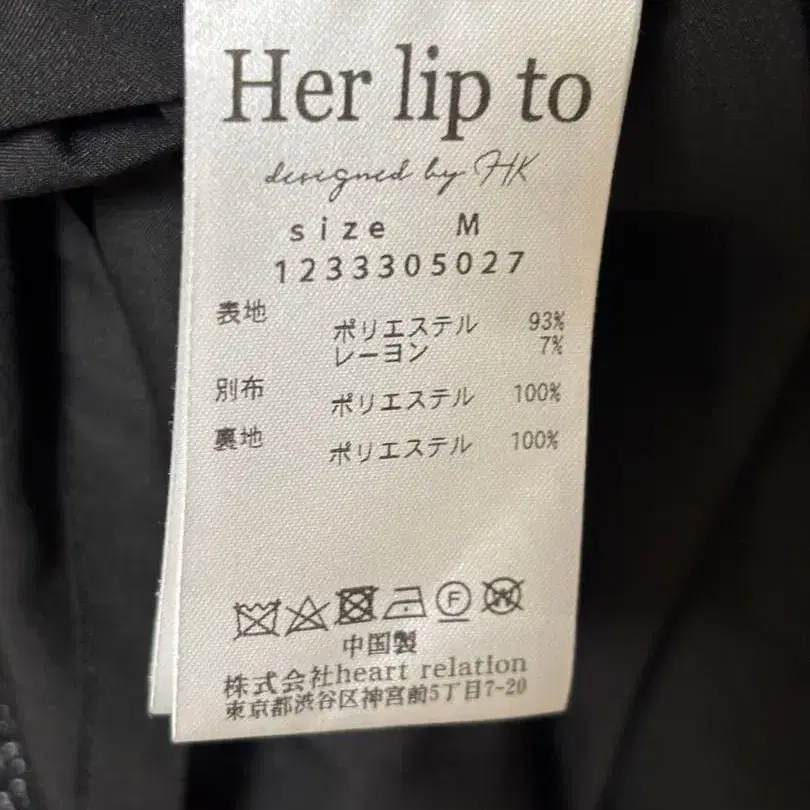 Her lip to
designed by HK
size M
1233305027
表地
ポリエステル 93%
レーヨン 7%
別布 ポリエステル 100%
裏地 ポリエステル 100%
F W
中国製
株式会社heart relation
東京都渋谷区神宮前5丁目7-20